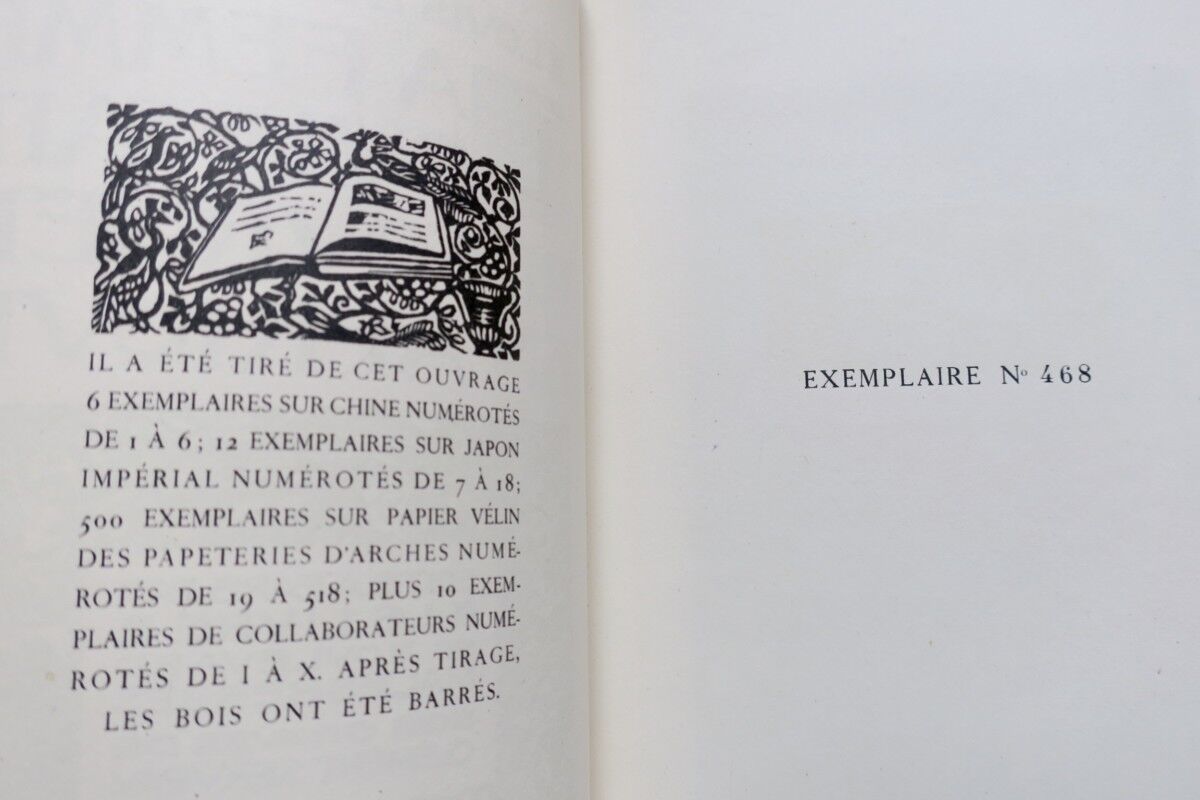 IL A ÉTÉ TIRÉ DE CET OUVRAGE
6 EXEMPLAIRES SUR CHINE NUMÉROTÉS
DE 1 À 6; 12 EXEMPLAIRES SUR JAPON
IMPÉRIAL NUMÉROTÉS DE 7 À 18;
500 EXEMPLAIRES SUR PAPIER VÉLIN
DES PAPETERIES D'ARCHES NUMÉ-
ROTÉS DE 19 À 518; PLUS 10 EXEM-
PLAIRES DE COLLABORATEURS NUMÉ-
ROTÉS DE I À X. APRÈS TIRAGE,
LES BOIS ONT ÉTÉ BARRÉS.
EXEMPLAIRE Nº 468